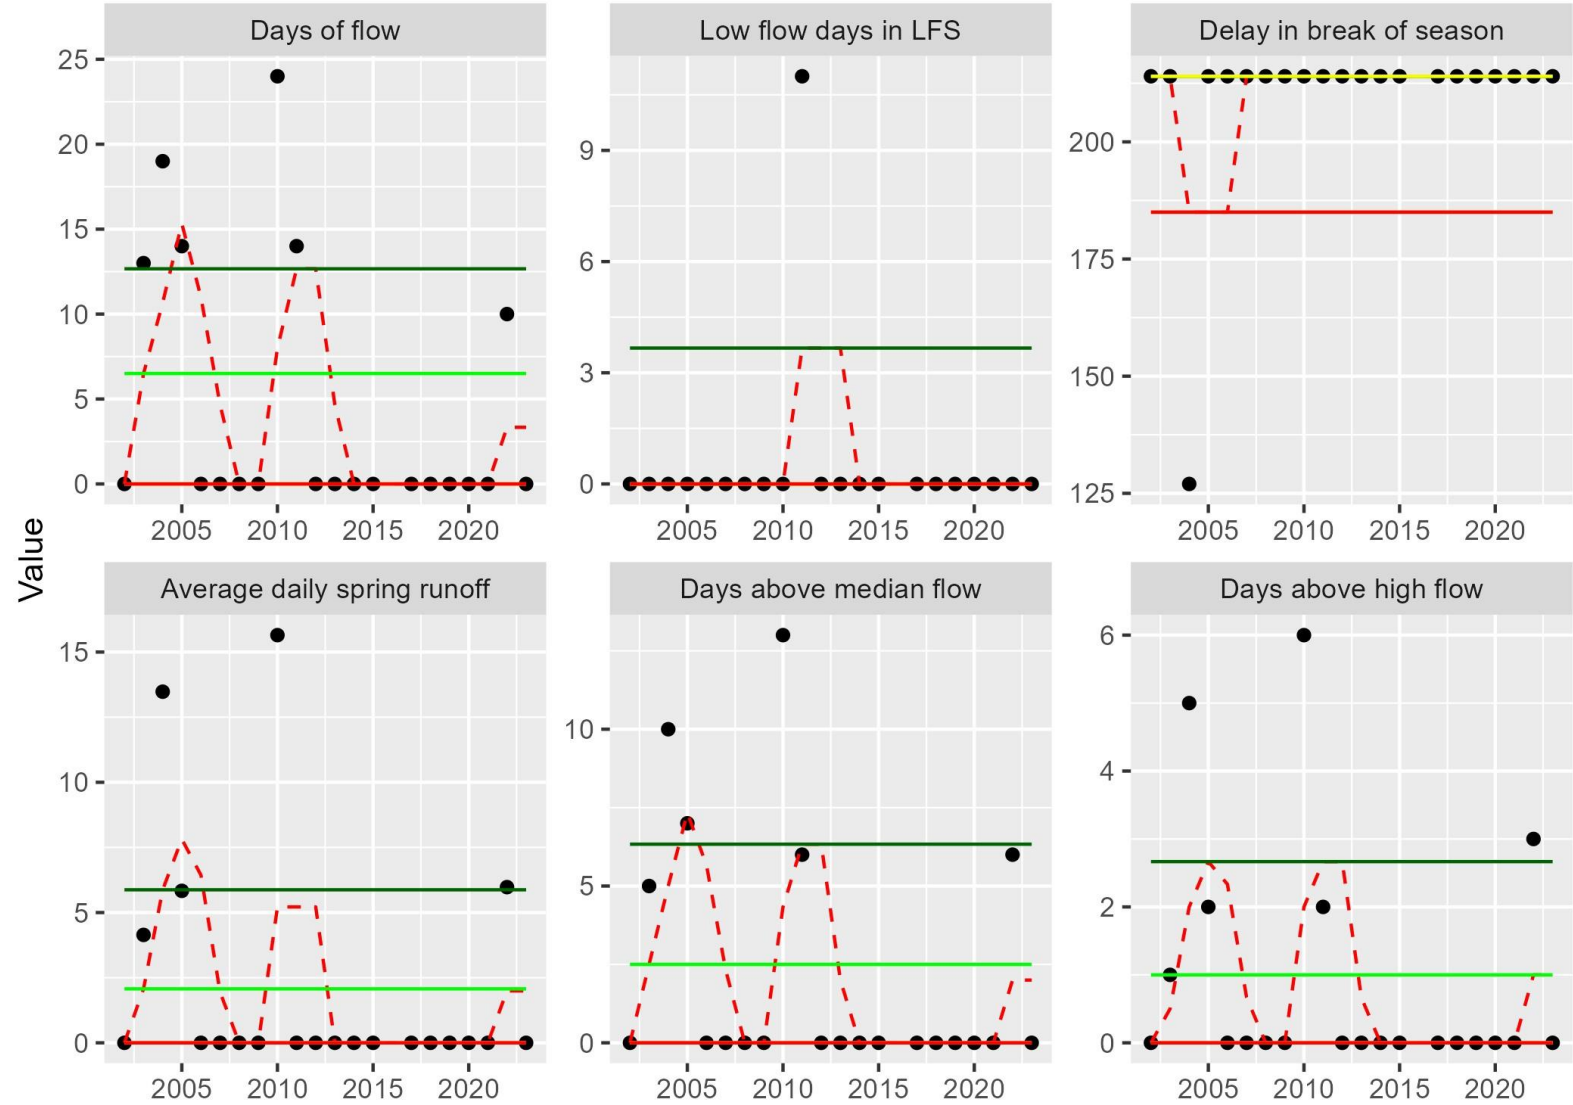 Days of flow
Low flow days in LFS
Delay in break of season
25
20
15
10
5
0
9
6
3
0
200
175
150
125
2005 2010 2015 2020
2005 2010 2015 2020
2005 2010 2015 2020
Value
Average daily spring runoff
Days above median flow
Days above high flow
15
10
5
0
10
5
0
6
4
2
0
2005 2010 2015 2020
2005 2010 2015 2020
2005 2010 2015 2020